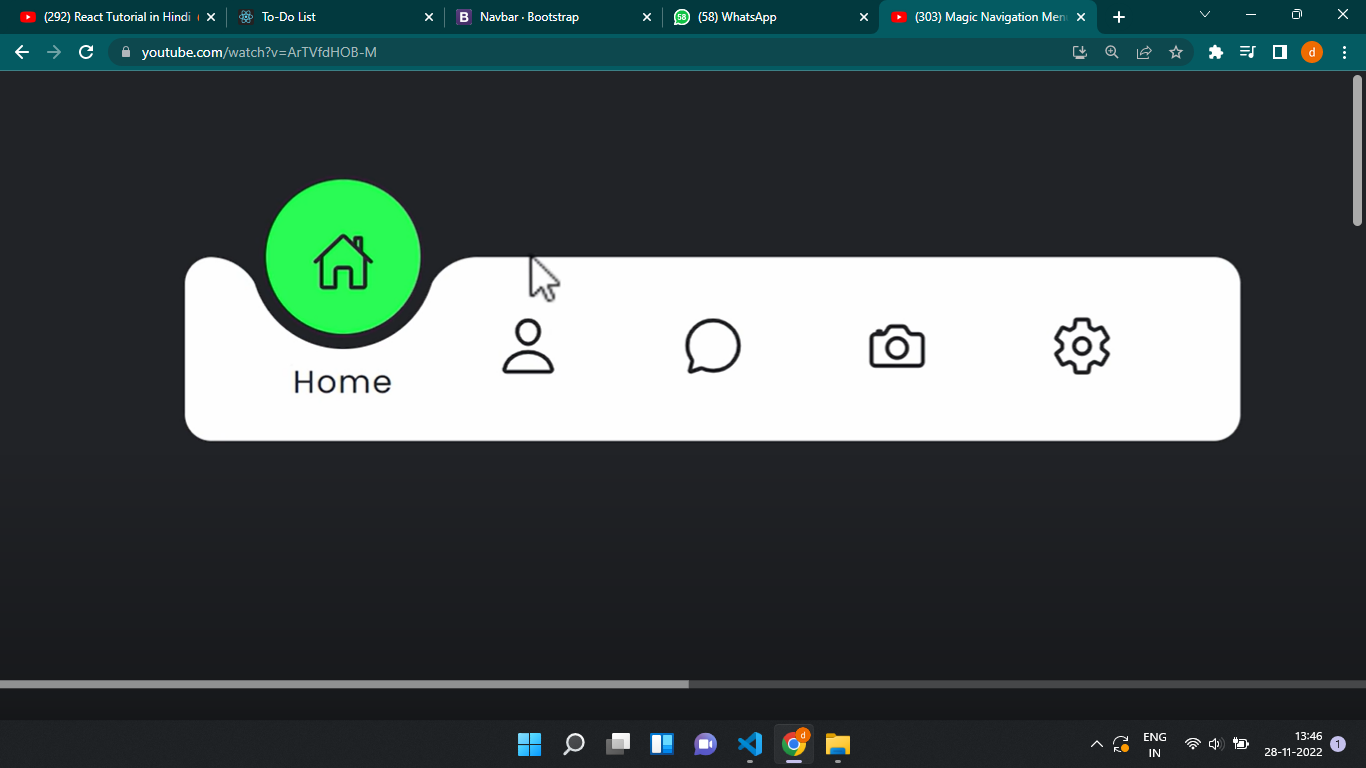 (292) React Tutorial in Hindi
To-Do List
B Navbar · Bootstrap
58 (58) WhatsApp
(303) Magic Navigation Men
youtube.com/watch?v=ArTVfdHOB-M
d
Home
d
ENG
IN
13:46
28-11-2022
1